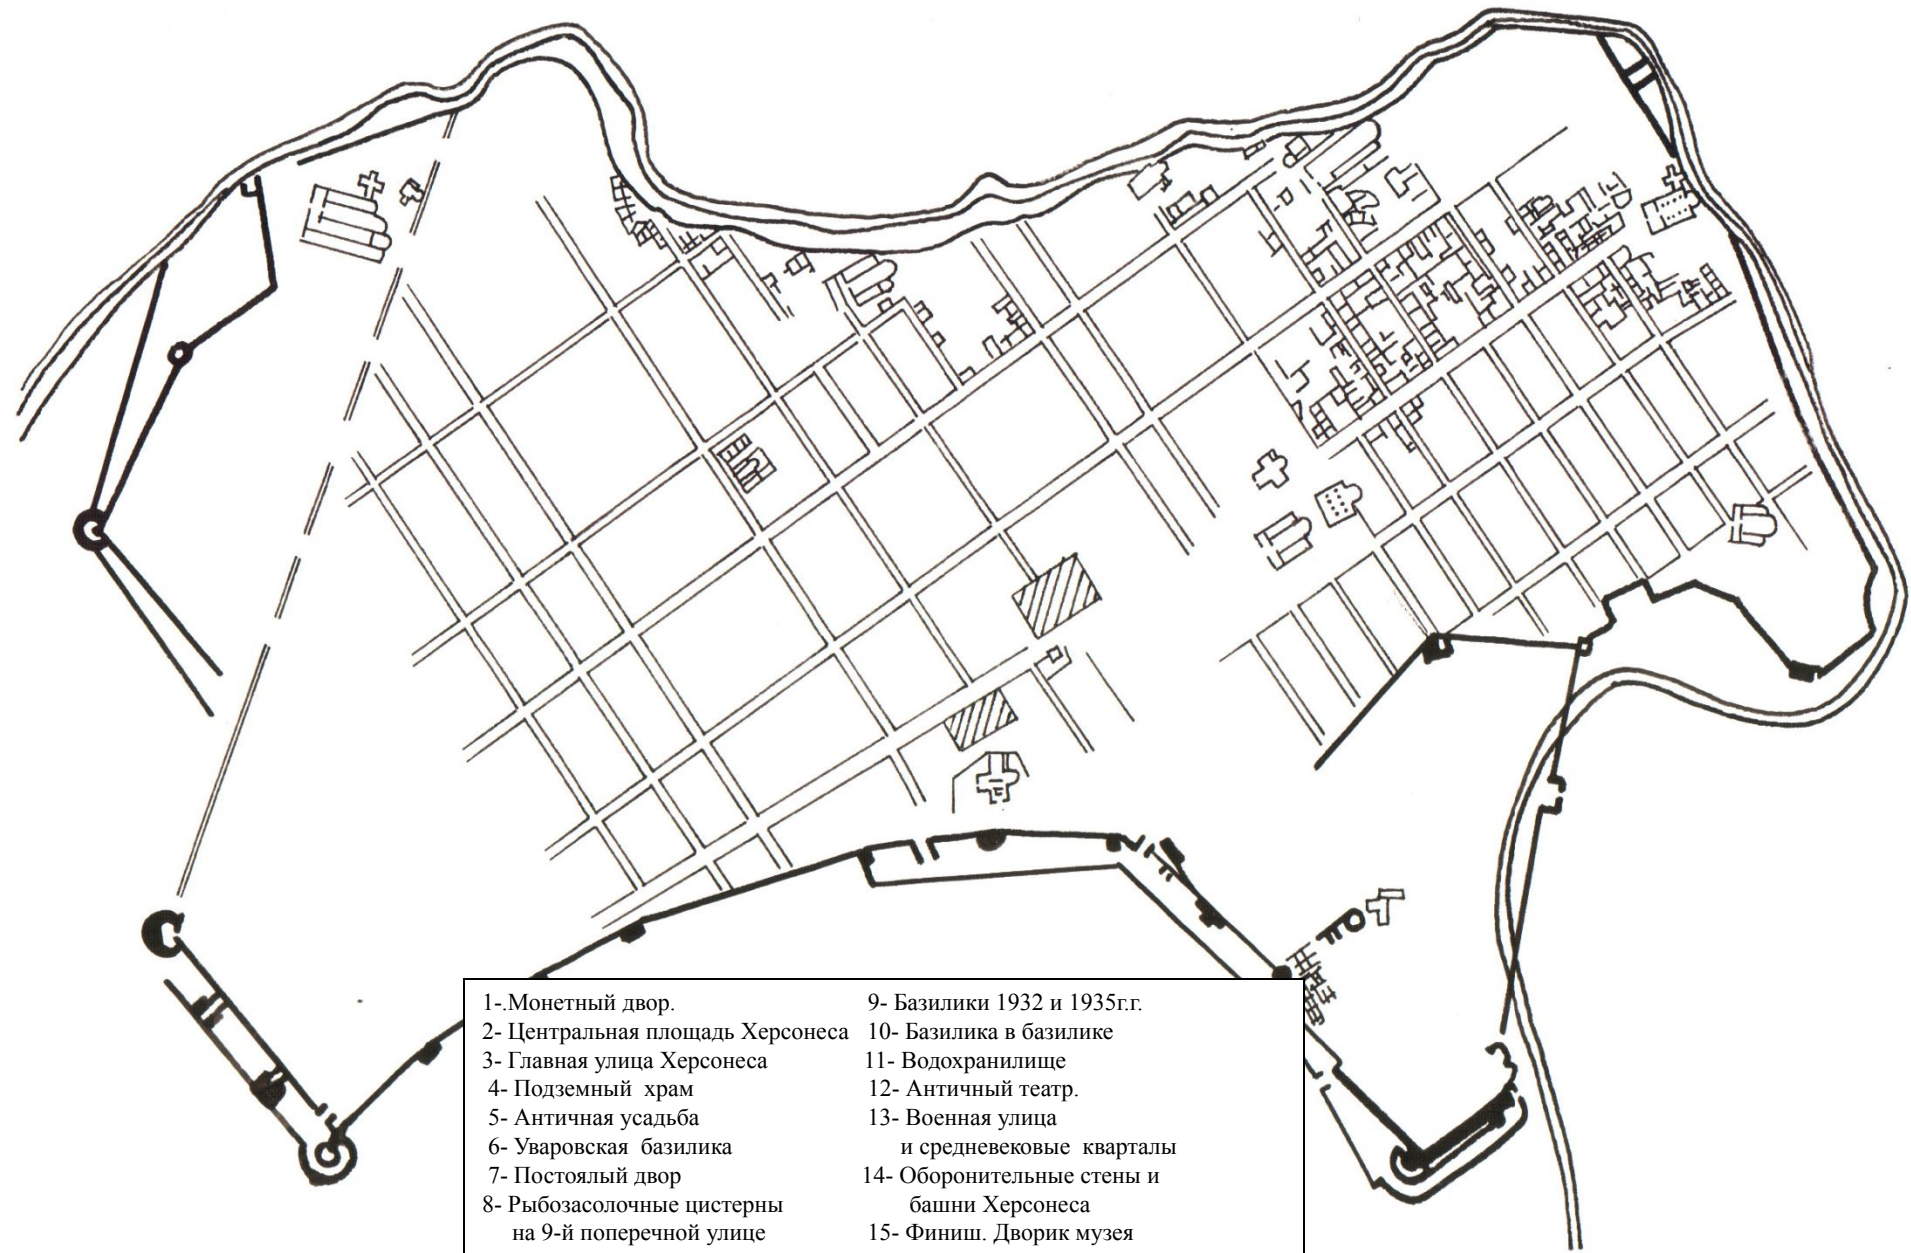 1-.Монетный двор.
2- Центральная площадь Херсонеса
3- Главная улица Херсонеса
4- Подземный храм
5- Античная усадьба
6- Уваровская базилика
7- Постоялый двор
8- Рыбозасолочные цистерны
на 9-й поперечной улице
9- Базилики 1932 и 1935г.г.
10- Базилика в базилике
11- Водохранилище
12- Античный театр.
13- Военная улица
и средневековые кварталы
14- Оборонительные стены и
башни Херсонеса
15- Финиш. Дворик музея